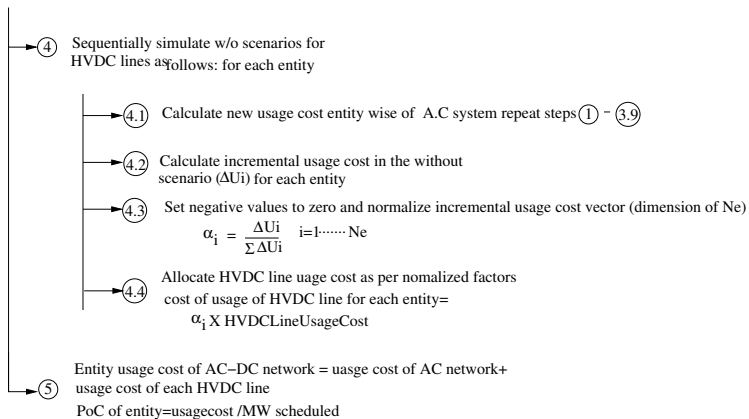 4 Sequentially simulate w/o scenarios for
HVDC lines as follows: for each entity
4.1 Calculate new usage cost entity wise of A.C system repeat steps 1 - 3.9
4.2 Calculate incremental usage cost in the without
scenario (ΔUi) for each entity
4.3 Set negative values to zero and normalize incremental usage cost vector (dimension of Ne)
αi = ΔUi / Σ ΔUi i=1....... Ne
4.4 Allocate HVDC line uage cost as per nomalized factors
cost of usage of HVDC line for each entity=
αi X HVDCLineUsageCost
5 Entity usage cost of AC−DC network = uasge cost of AC network+
usage cost of each HVDC line
PoC of entity=usagecost /MW scheduled